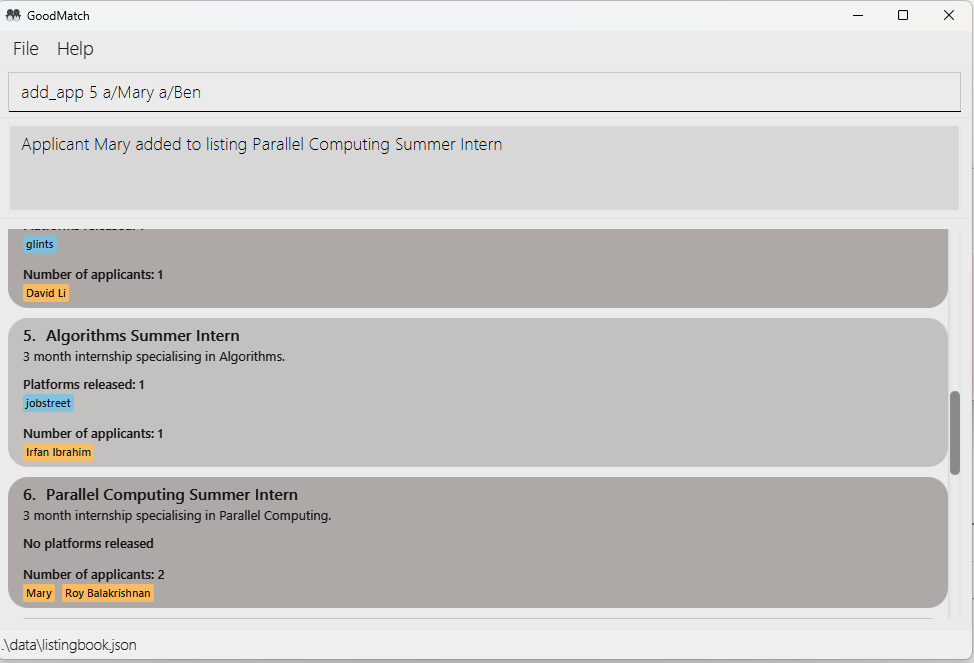 GoodMatch
File Help
add_app 5 a/Mary a/Ben
Applicant Mary added to listing Parallel Computing Summer Intern
Platforms released: 1
glints
Number of applicants: 1
David Li
5. Algorithms Summer Intern
3 month internship specialising in Algorithms.
Platforms released: 1
jobstreet
Number of applicants: 1
Irfan Ibrahim
6. Parallel Computing Summer Intern
3 month internship specialising in Parallel Computing.
No platforms released
Number of applicants: 2
Mary Roy Balakrishnan
.\data\listingbook.json